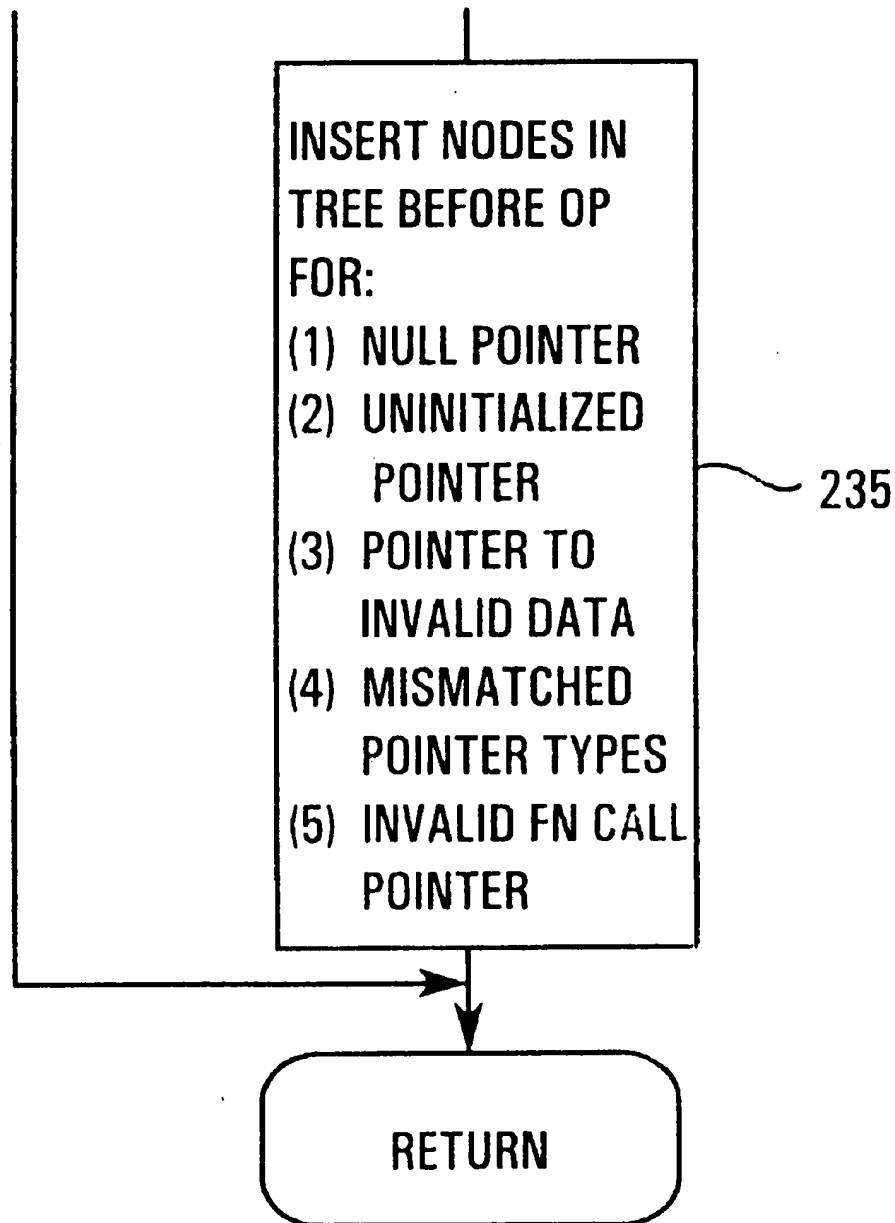 INSERT NODES IN
TREE BEFORE OP
FOR:
(1) NULL POINTER
(2) UNINITIALIZED
POINTER
(3) POINTER TO
INVALID DATA
(4) MISMATCHED
POINTER TYPES
(5) INVALID FN CALL
POINTER
235
RETURN